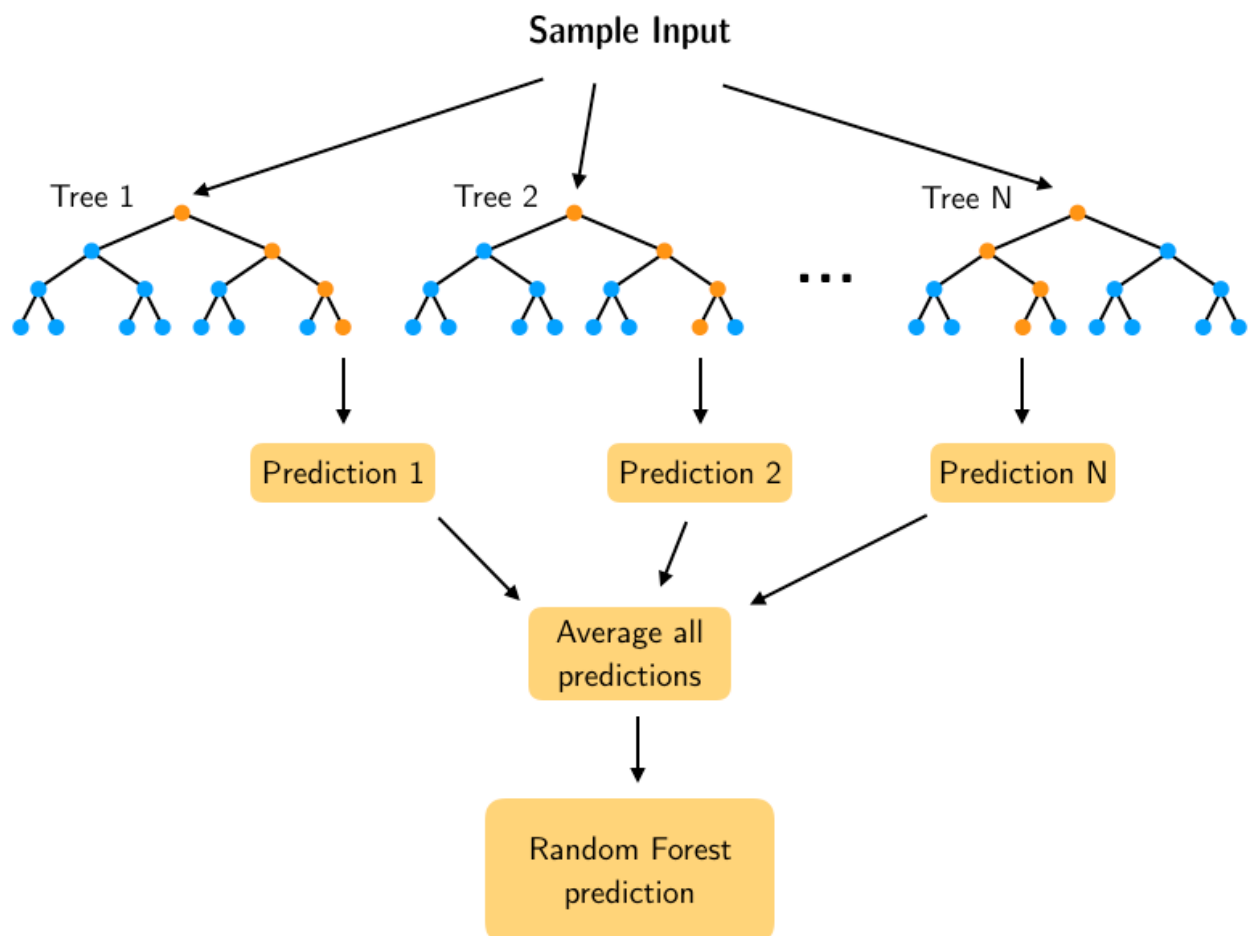 Sample Input
Tree 1
Tree 2
Tree N
...
Prediction 1
Prediction 2
Prediction N
Average all
predictions
Random Forest
prediction